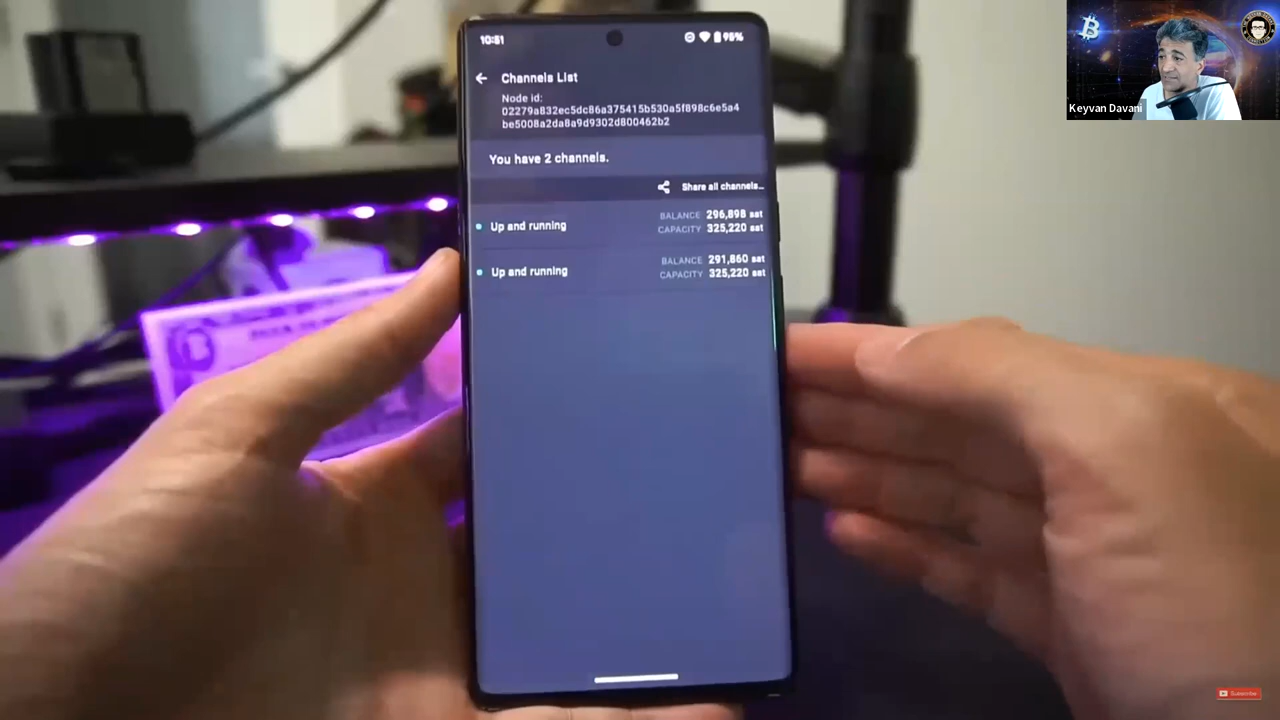 10:51
95%
Channels List
Node id:
02279a832ec5dc86a375415b530a5f898c6e5a4
be5008a2da8a9d9302d800462b2
You have 2 channels.
Share all channels...
Up and running
BALANCE 296,898 sat
CAPACITY 325,220 sat
Up and running
BALANCE 291,860 sat
CAPACITY 325,220 sat
Keyvan Davani
Subscribe